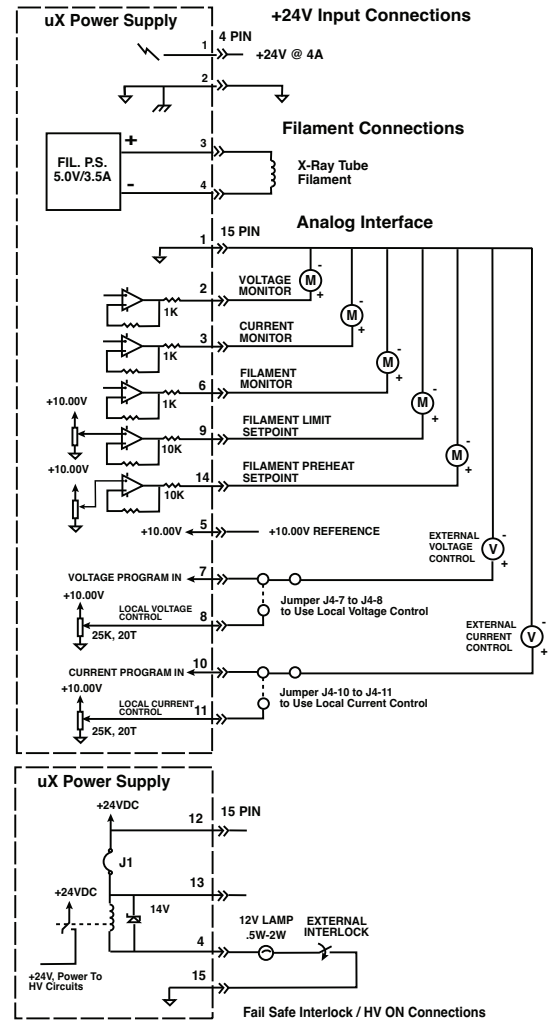 uX Power Supply
+24V Input Connections
4 PIN
1
+24V @ 4A
2
Filament Connections
FIL. P.S.
5.0V/3.5A
+
-
3
4
X-Ray Tube
Filament
Analog Interface
15 PIN
1
2
1K
VOLTAGE
MONITOR
-
M
+
3
1K
CURRENT
MONITOR
-
M
+
6
1K
FILAMENT
MONITOR
-
M
+
+10.00V
9
10K
FILAMENT LIMIT
SETPOINT
-
M
+
+10.00V
14
10K
FILAMENT PREHEAT
SETPOINT
-
M
+
+10.00V
5
+10.00V REFERENCE
EXTERNAL
VOLTAGE
CONTROL
-
V
+
VOLTAGE PROGRAM IN
7
+10.00V
LOCAL VOLTAGE
CONTROL
8
25K, 20T
Jumper J4-7 to J4-8
to Use Local Voltage Control
EXTERNAL
CURRENT
CONTROL
-
V
+
CURRENT PROGRAM IN
10
+10.00V
LOCAL CURRENT
CONTROL
11
25K, 20T
Jumper J4-10 to J4-11
to Use Local Current Control
uX Power Supply
+24VDC
12
15 PIN
J1
+24VDC
13
14V
4
12V LAMP
.5W-2W
EXTERNAL
INTERLOCK
15
+24V, Power To
HV Circuits
Fail Safe Interlock / HV ON Connections